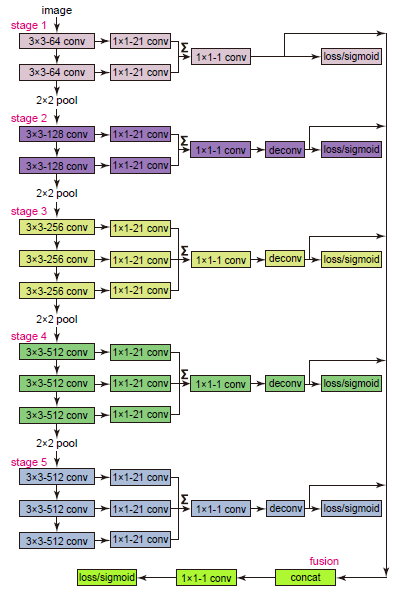 image
stage 1
3×3-64 conv 1×1-21 conv Σ
1×1-1 conv loss/sigmoid
3×3-64 conv 1×1-21 conv
2×2 pool
stage 2
3×3-128 conv 1×1-21 conv Σ
1×1-1 conv deconv loss/sigmoid
3×3-128 conv 1×1-21 conv
2×2 pool
stage 3
3×3-256 conv 1×1-21 conv
Σ
3×3-256 conv 1×1-21 conv 1×1-1 conv deconv loss/sigmoid
3×3-256 conv 1×1-21 conv
2×2 pool
stage 4
3×3-512 conv 1×1-21 conv
Σ
3×3-512 conv 1×1-21 conv 1×1-1 conv deconv loss/sigmoid
3×3-512 conv 1×1-21 conv
2×2 pool
stage 5
3×3-512 conv 1×1-21 conv
Σ
3×3-512 conv 1×1-21 conv 1×1-1 conv deconv loss/sigmoid
3×3-512 conv 1×1-21 conv
fusion
loss/sigmoid 1×1-1 conv concat